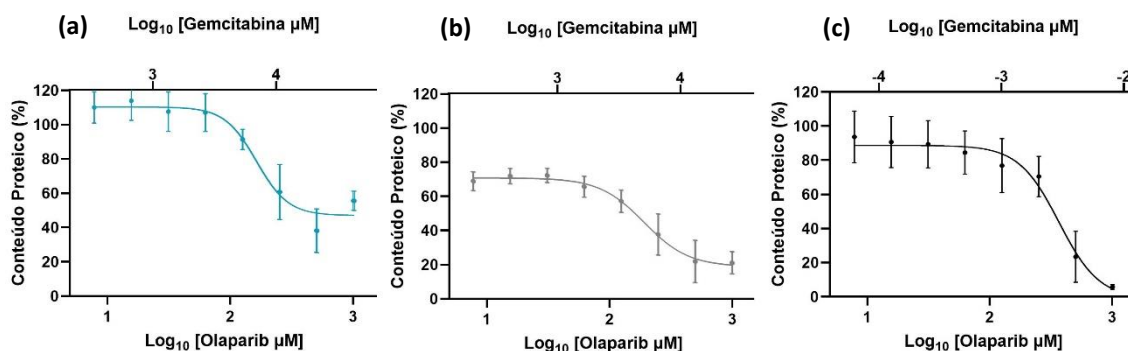 (a)
Log10 [Gemcitabina µM]
3 4
Conteúdo Proteico (%)
120
100
80
60
40
20
0
1 2 3
Log10 [Olaparib µM]
(b)
Log10 [Gemcitabina µM]
3 4
Conteúdo Proteico (%)
120
100
80
60
40
20
0
1 2 3
Log10 [Olaparib µM]
(c)
Log10 [Gemcitabina µM]
-4 -3 -2
Conteúdo Proteico (%)
120
100
80
60
40
20
0
1 2 3
Log10 [Olaparib µM]